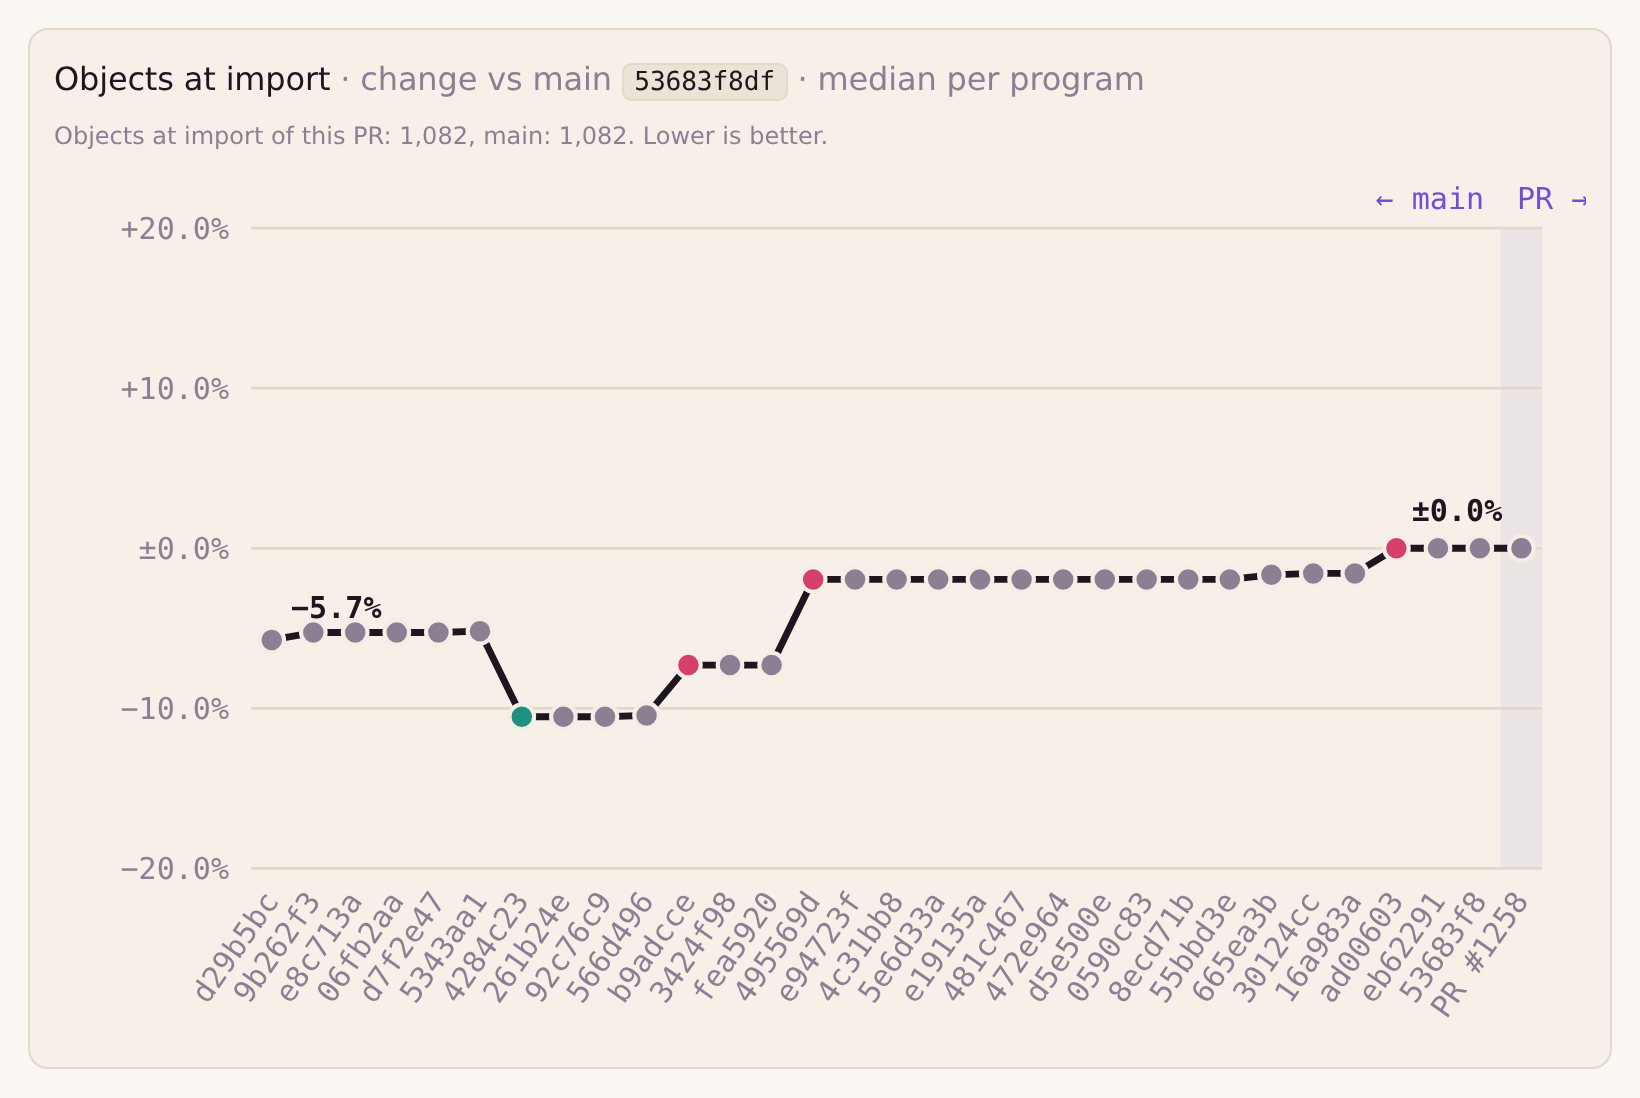 Objects at import · change vs main 53683f8df · median per program
Objects at import of this PR: 1,082, main: 1,082. Lower is better.
← main PR →
+20.0%
+10.0%
±0.0%
−10.0%
−20.0%
−5.7%
±0.0%
d29b5bc
9b262f3
e8c713a
06fb2aa
d7f2e47
5343aa1
4284c23
261b24e
92c76c9
566d496
b9adcce
3424f98
fea5920
495569d
e94723f
4c31bb8
5e6d33a
e19135a
481c467
472e964
d5e500e
0590c83
8ecd71b
55bbd3e
665ea3b
30124cc
16a983a
ad00603
eb62291
53683f8
PR #1258